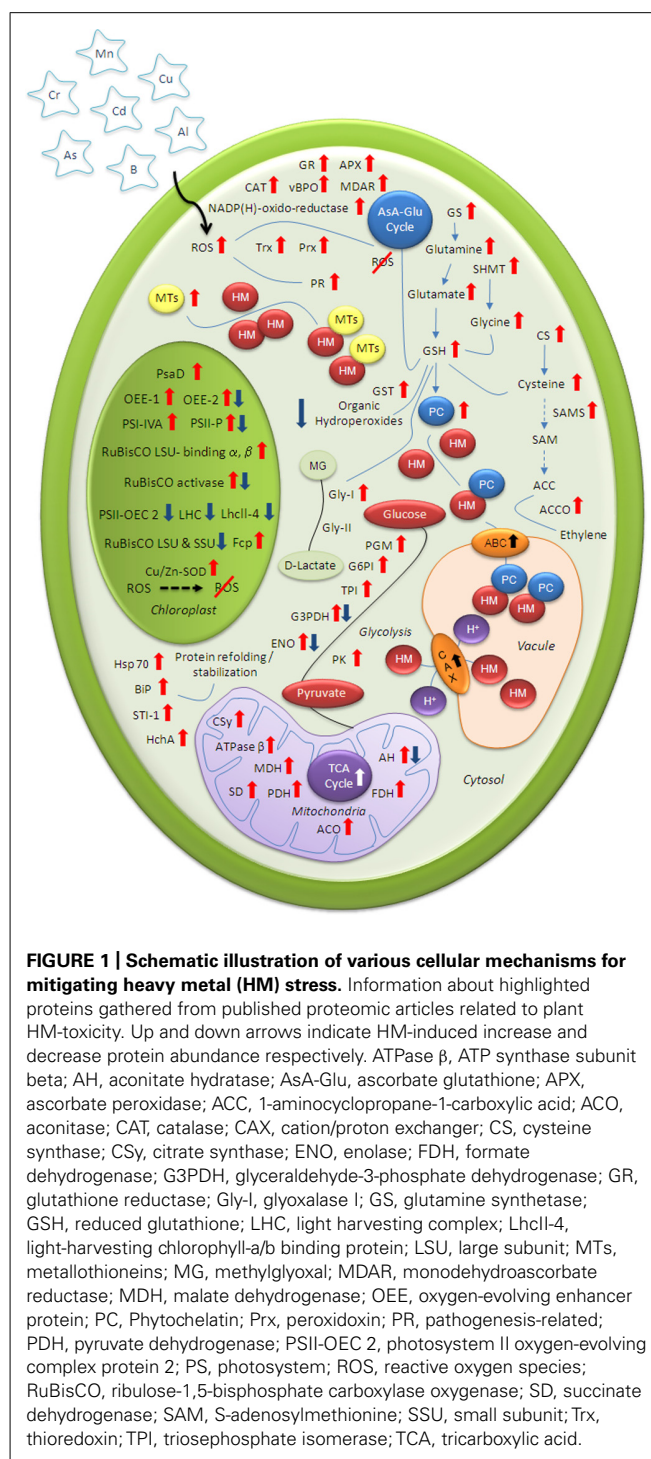 Mn
Cu
Cr
Cd
Al
As
B
GR APX
CAT vBPO MDAR
NADP(H)-oxido-reductase
AsA-Glu
Cycle
GS
ROS
Trx Prx
ROS
Glutamine
SHMT
PR
MTs
HM
HM HM
MTs
HM MTs
HM
Glutamate
Glycine
GSH
CS
Cysteine
GST
Organic
Hydroperoxides
PC
SAMS
SAM
HM
HM
PC
HM
ACC
ACCO
Ethylene
PsaD
OEE-1 OEE-2
PSI-IVA PSII-P
RuBisCO LSU- binding α, β
RuBisCO activase
PSII-OEC 2 LHC LhcII-4
RuBisCO LSU & SSU Fcp
Cu/Zn-SOD
ROS ROS
Chloroplast
MG
Gly-I
Gly-II
D-Lactate
Glucose
PGM
G6PI
TPI
G3PDH
Glycolysis
ENO
PK
Pyruvate
ABC
PC PC
HM HM
H+
Vacule
HM
CAX
HM
HM
H+
Cytosol
Hsp 70
Protein refolding/
stabilization
BiP
STI-1
HchA
CSy
ATPase β
MDH
TCA
Cycle
AH
SD PDH
FDH
Mitochondria
ACO
FIGURE 1 | Schematic illustration of various cellular mechanisms for
mitigating heavy metal (HM) stress. Information about highlighted
proteins gathered from published proteomic articles related to plant
HM-toxicity. Up and down arrows indicate HM-induced increase and
decrease protein abundance respectively. ATPase β, ATP synthase subunit
beta; AH, aconitate hydratase; AsA-Glu, ascorbate glutathione; APX,
ascorbate peroxidase; ACC, 1-aminocyclopropane-1-carboxylic acid; ACO,
aconitase; CAT, catalase; CAX, cation/proton exchanger; CS, cysteine
synthase; CSy, citrate synthase; ENO, enolase; FDH, formate
dehydrogenase; G3PDH, glyceraldehyde-3-phosphate dehydrogenase; GR,
glutathione reductase; Gly-I, glyoxalase I; GS, glutamine synthetase;
GSH, reduced glutathione; LHC, light harvesting complex; LhcII-4,
light-harvesting chlorophyll-a/b binding protein; LSU, large subunit; MTs,
metallothioneins; MG, methylglyoxal; MDAR, monodehydroascorbate
reductase; MDH, malate dehydrogenase; OEE, oxygen-evolving enhancer
protein; PC, Phytochelatin; Prx, peroxidoxin; PR, pathogenesis-related;
PDH, pyruvate dehydrogenase; PSII-OEC 2, photosystem II oxygen-evolving
complex protein 2; PS, photosystem; ROS, reactive oxygen species;
RuBisCO, ribulose-1,5-bisphosphate carboxylase oxygenase; SD, succinate
dehydrogenase; SAM, S-adenosylmethionine; SSU, small subunit; Trx,
thioredoxin; TPI, triosephosphate isomerase; TCA, tricarboxylic acid.